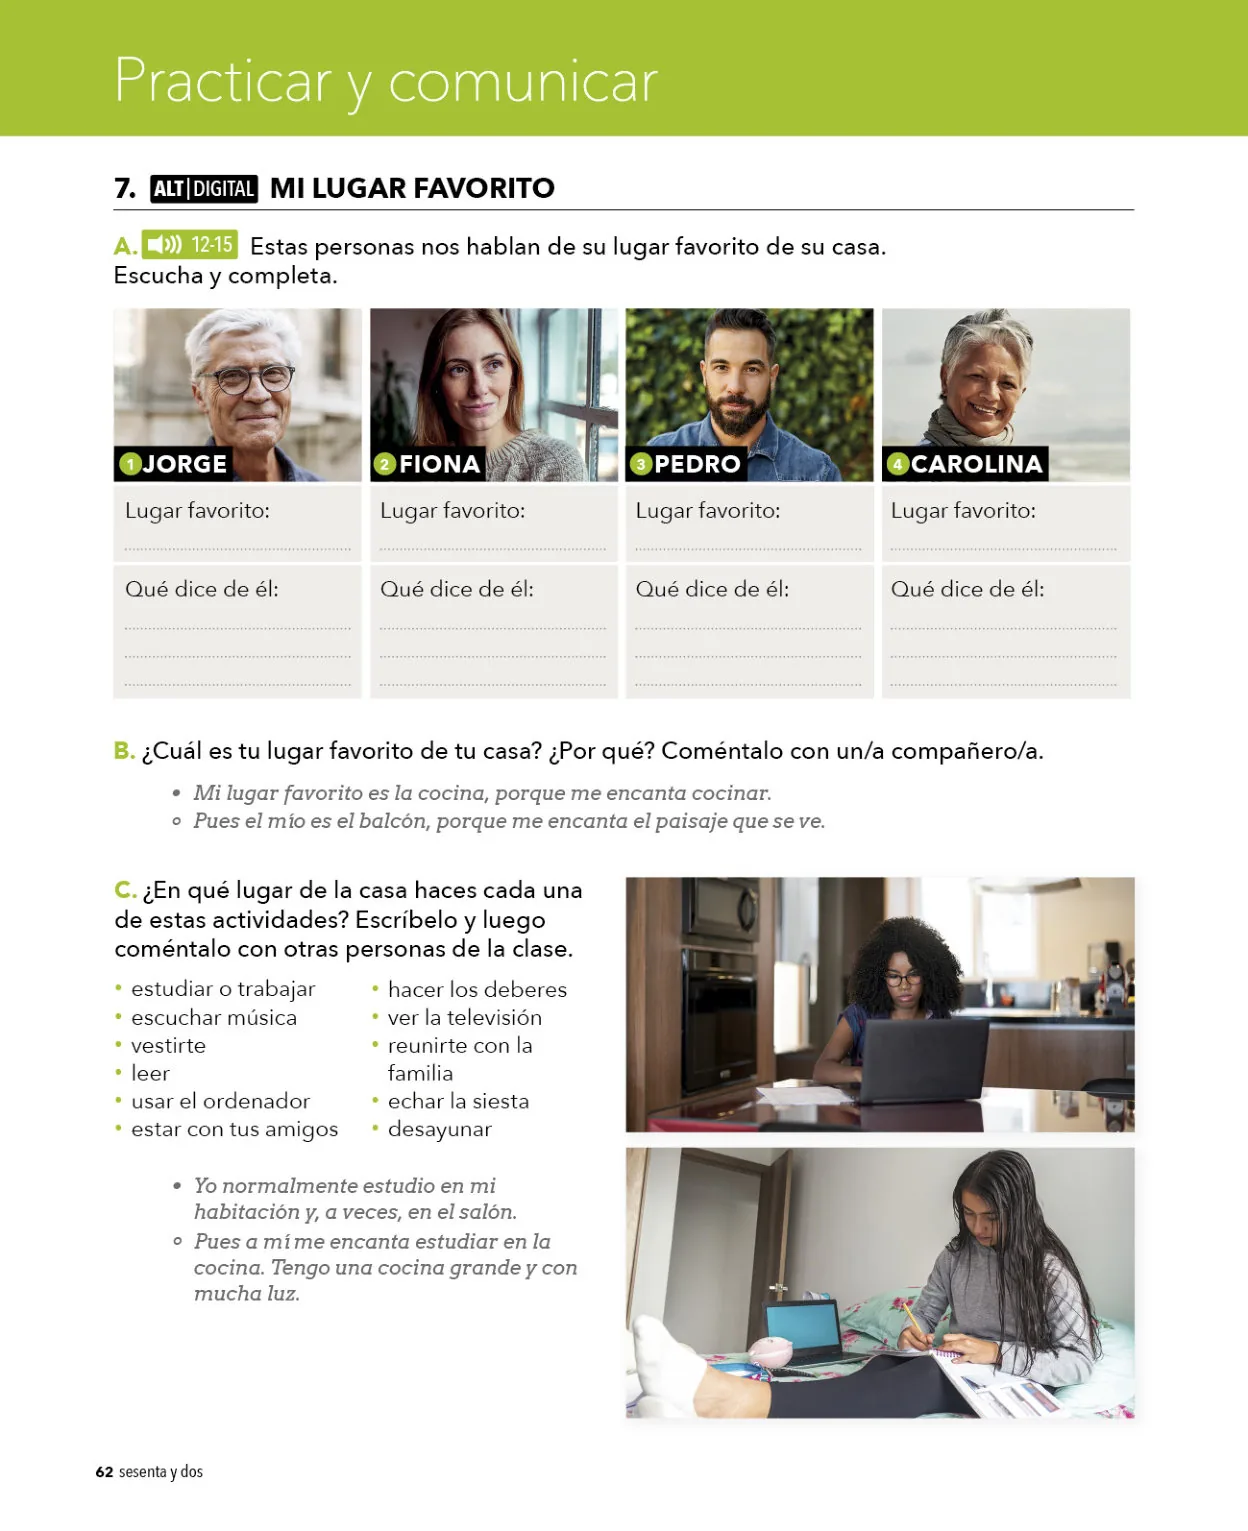 Practicar y comunicar
7. ALT|DIGITAL MI LUGAR FAVORITO
A. 12-15 Estas personas nos hablan de su lugar favorito de su casa.
Escucha y completa.
1 JORGE
2 FIONA
3 PEDRO
4 CAROLINA
Lugar favorito:
Lugar favorito:
Lugar favorito:
Lugar favorito:
Qué dice de él:
Qué dice de él:
Qué dice de él:
Qué dice de él:
B. ¿Cuál es tu lugar favorito de tu casa? ¿Por qué? Coméntalo con un/a compañero/a.
• Mi lugar favorito es la cocina, porque me encanta cocinar.
○ Pues el mío es el balcón, porque me encanta el paisaje que se ve.
C. ¿En qué lugar de la casa haces cada una
de estas actividades? Escríbelo y luego
coméntalo con otras personas de la clase.
• estudiar o trabajar
• escuchar música
• vestirte
• leer
• usar el ordenador
• estar con tus amigos
• hacer los deberes
• ver la televisión
• reunirte con la
familia
• echar la siesta
• desayunar
• Yo normalmente estudio en mi
habitación y, a veces, en el salón.
○ Pues a mí me encanta estudiar en la
cocina. Tengo una cocina grande y con
mucha luz.
62 sesenta y dos